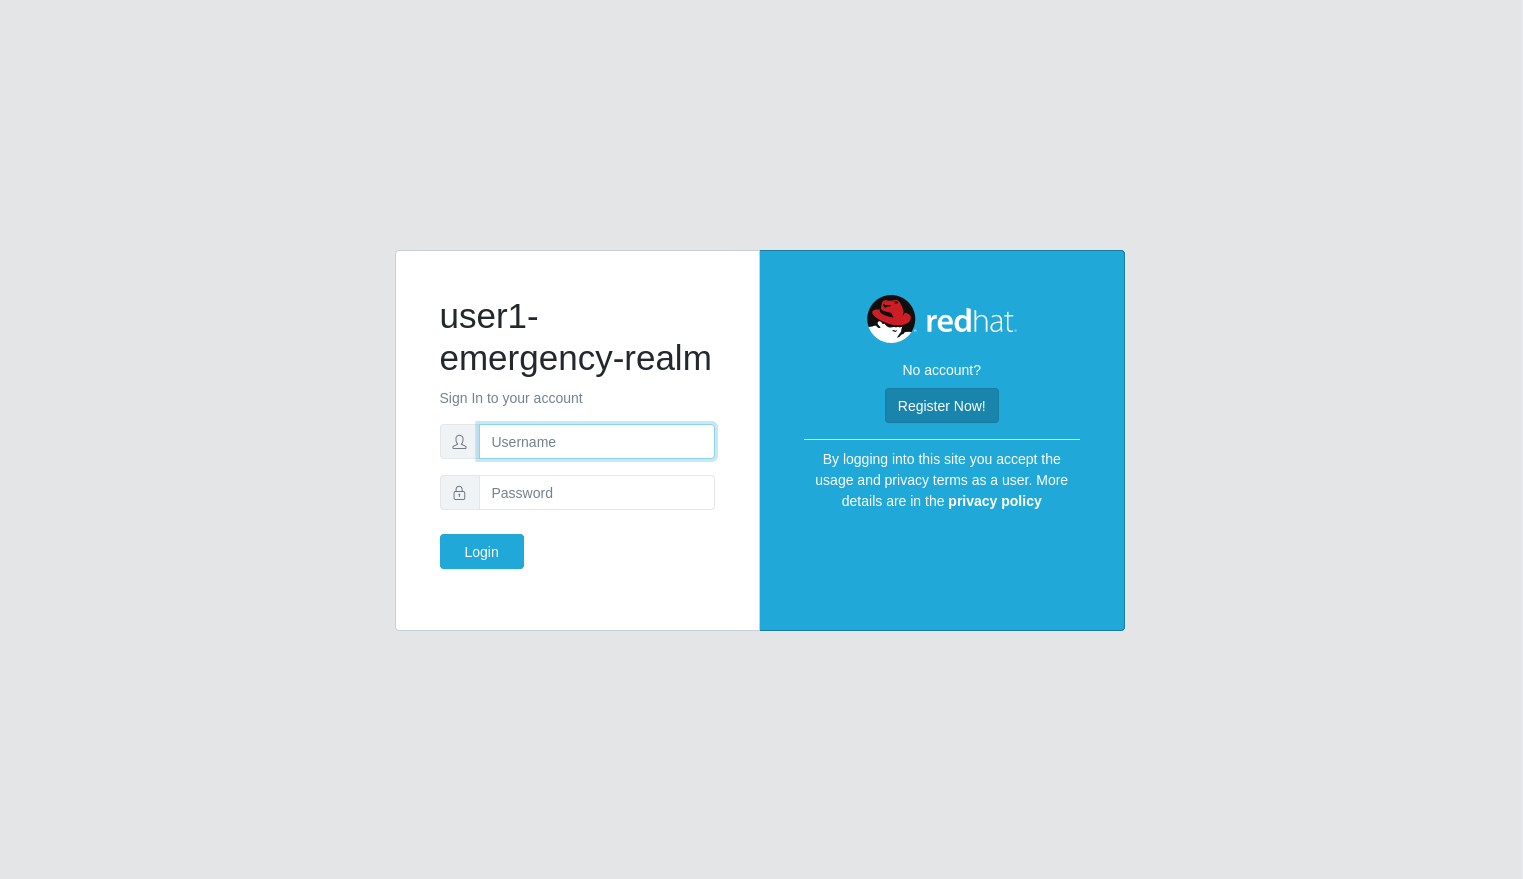 user1-
emergency-realm
Sign In to your account
Username
Password
Login
redhat.
No account?
Register Now!
By logging into this site you accept the
usage and privacy terms as a user. More
details are in the privacy policy